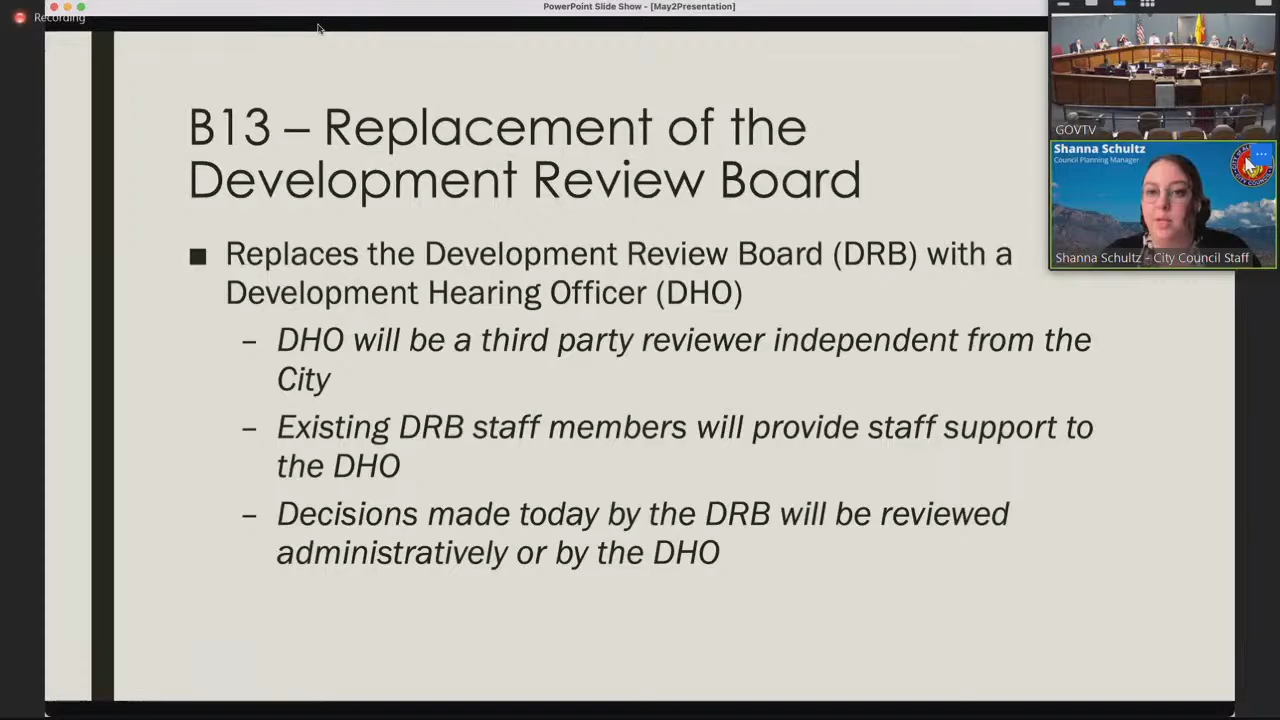 Recording
PowerPoint Slide Show - [May2Presentation]
B13 – Replacement of the
Development Review Board
■ Replaces the Development Review Board (DRB) with a
Development Hearing Officer (DHO)
– DHO will be a third party reviewer independent from the
City
– Existing DRB staff members will provide staff support to
the DHO
– Decisions made today by the DRB will be reviewed
administratively or by the DHO
GOVTV
Shanna Schultz
Council Planning Manager
Shanna Schultz - City Council Staff